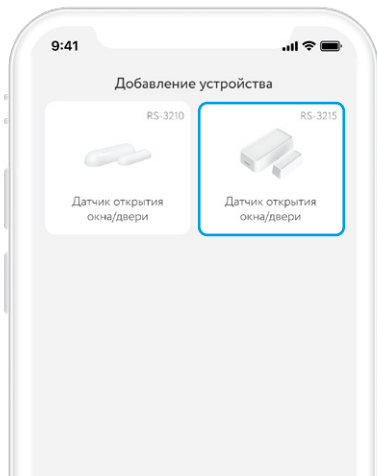 9:41
Добавление устройства
RS-3210
Датчик открытия
окна/двери
RS-3215
Датчик открытия
окна/двери